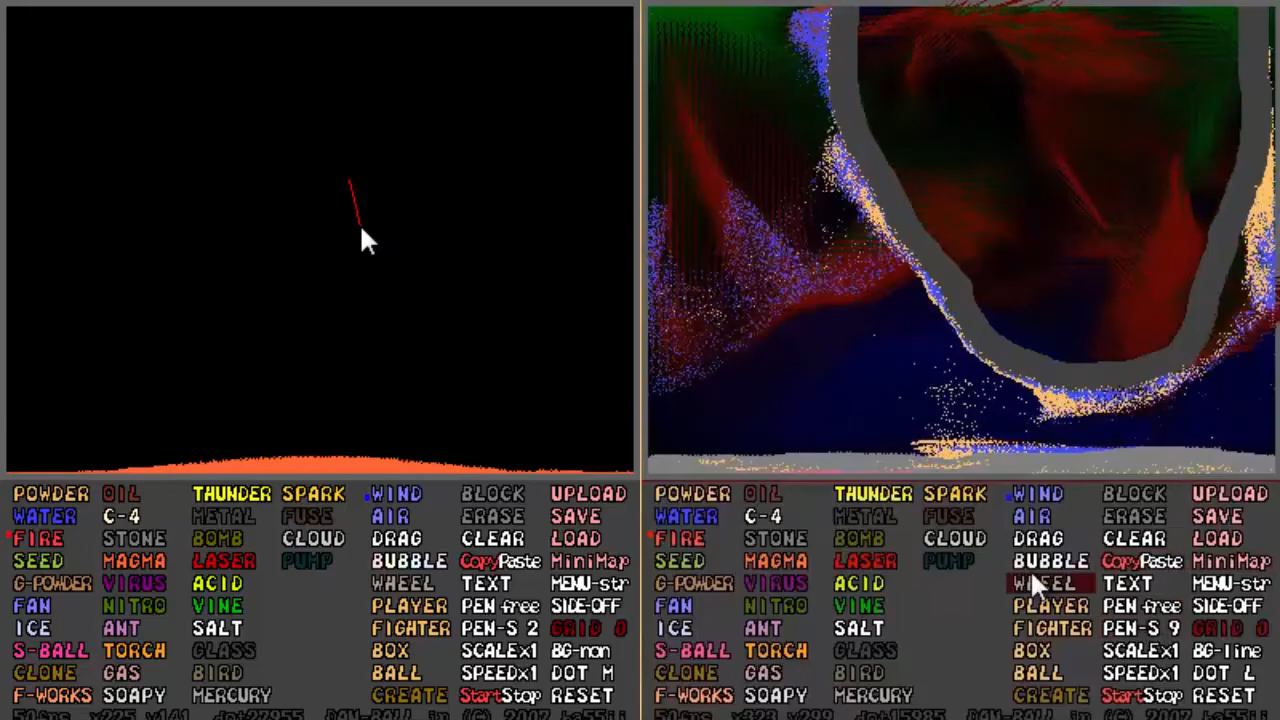 POWDER OIL THUNDER SPARK WIND BLOCK UPLOAD
WATER C-4 METAL FUSE AIR ERASE SAVE
FIRE STONE BOMB CLOUD DRAG CLEAR LOAD
SEED MAGMA LASER PUMP BUBBLE CopyPaste MiniMap
G-POWDER VIRUS ACID WHEEL TEXT MENU-str
FAN NITRO VINE PLAYER PEN free SIDE-OFF
ICE ANT SALT FIGHTER PEN-S 2 GRID 0
S-BALL TORCH GLASS BOX SCALEx1 BG-non
CLONE GAS BIRD BALL SPEEDx1 DOT M
F-WORKS SOAPY MERCURY CREATE StartStop RESET
POWDER OIL THUNDER SPARK WIND BLOCK UPLOAD
WATER C-4 METAL FUSE AIR ERASE SAVE
FIRE STONE BOMB CLOUD DRAG CLEAR LOAD
SEED MAGMA LASER PUMP BUBBLE CopyPaste MiniMap
G-POWDER VIRUS ACID WHEEL TEXT MENU-str
FAN NITRO VINE PLAYER PEN free SIDE-OFF
ICE ANT SALT FIGHTER PEN-S 9 GRID 0
S-BALL TORCH GLASS BOX SCALEx1 BG-line
CLONE GAS BIRD BALL SPEEDx1 DOT L
F-WORKS SOAPY MERCURY CREATE StartStop RESET